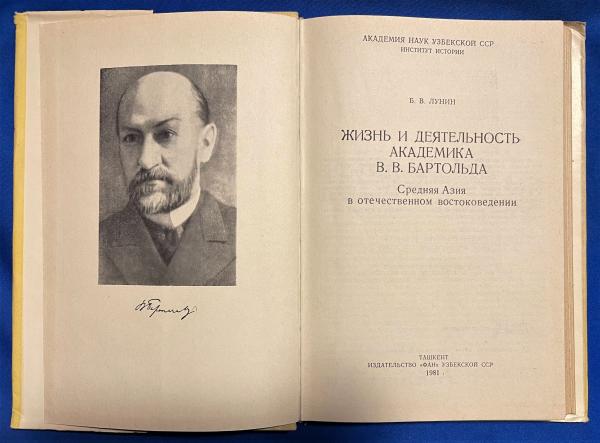 В. Бартольд
АКАДЕМИЯ НАУК УЗБЕКСКОЙ ССР
ИНСТИТУТ ИСТОРИИ
Б. В. ЛУНИН
ЖИЗНЬ И ДЕЯТЕЛЬНОСТЬ
АКАДЕМИКА
В. В. БАРТОЛЬДА
Средняя Азия
в отечественном востоковедении
ТАШКЕНТ
ИЗДАТЕЛЬСТВО «ФАН» УЗБЕКСКОЙ ССР
1981